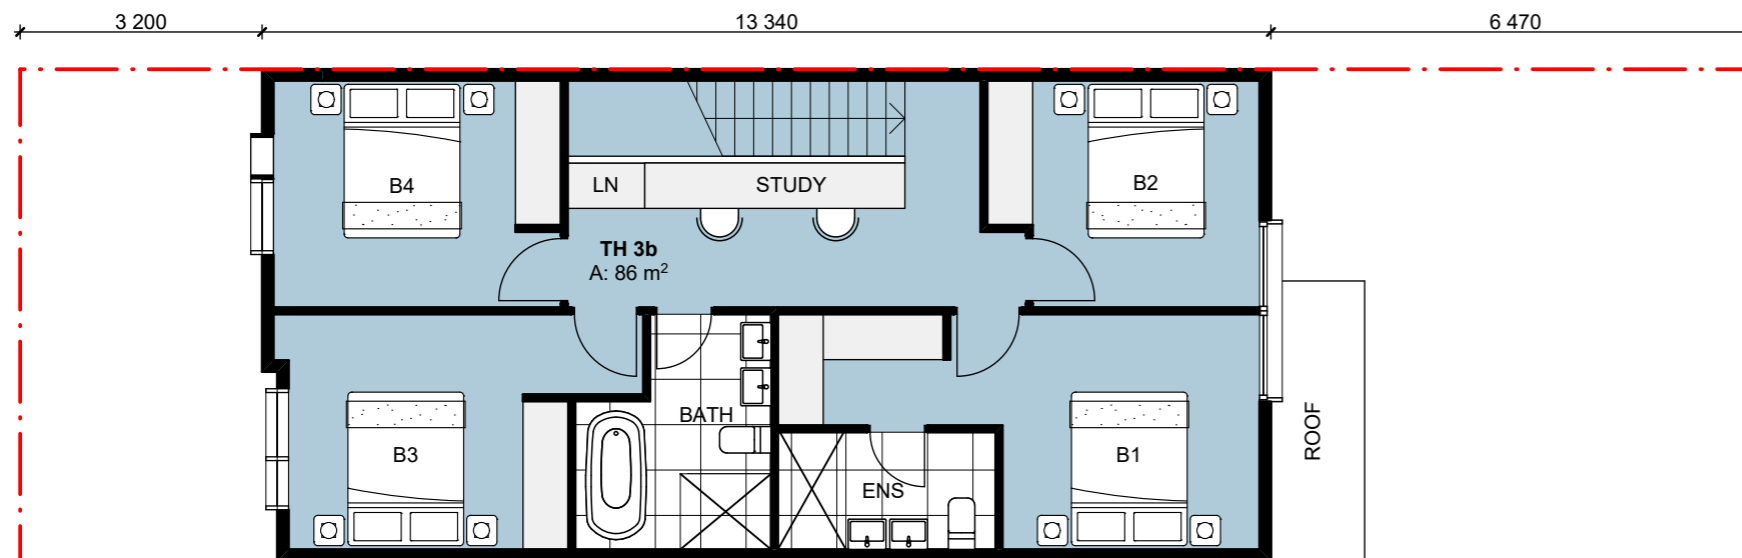 3 200
13 340
6 470
B4
B2
LN
STUDY
TH 3b
A: 86 m²
BATH
ROOF
B3
B1
ENS